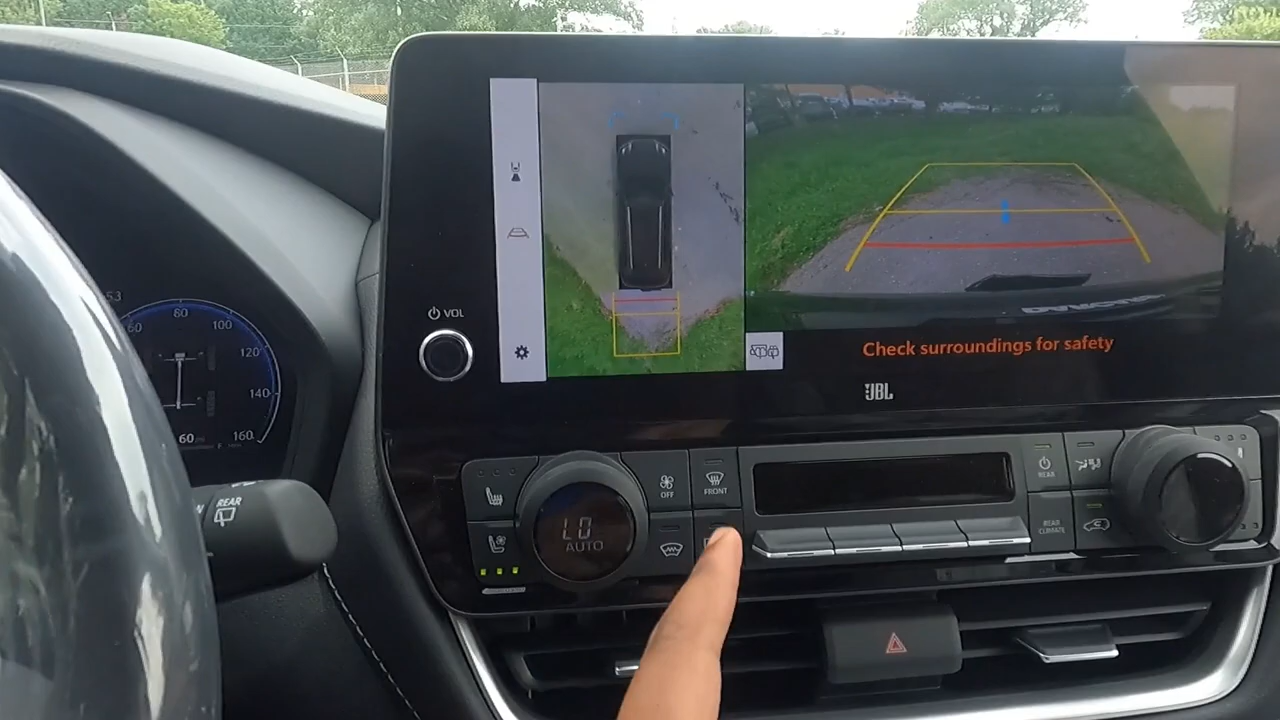 VOL
Check surroundings for safety
JBL
53
60
80
100
120
140
160
60
REAR
LO
AUTO
OFF
FRONT
REAR
REAR
CLIMATE